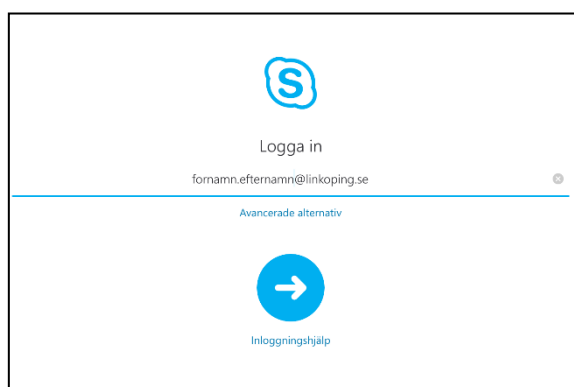 Logga in
fornamn.efternamn@linkoping.se
Avancerade alternativ
Inloggningshjälp